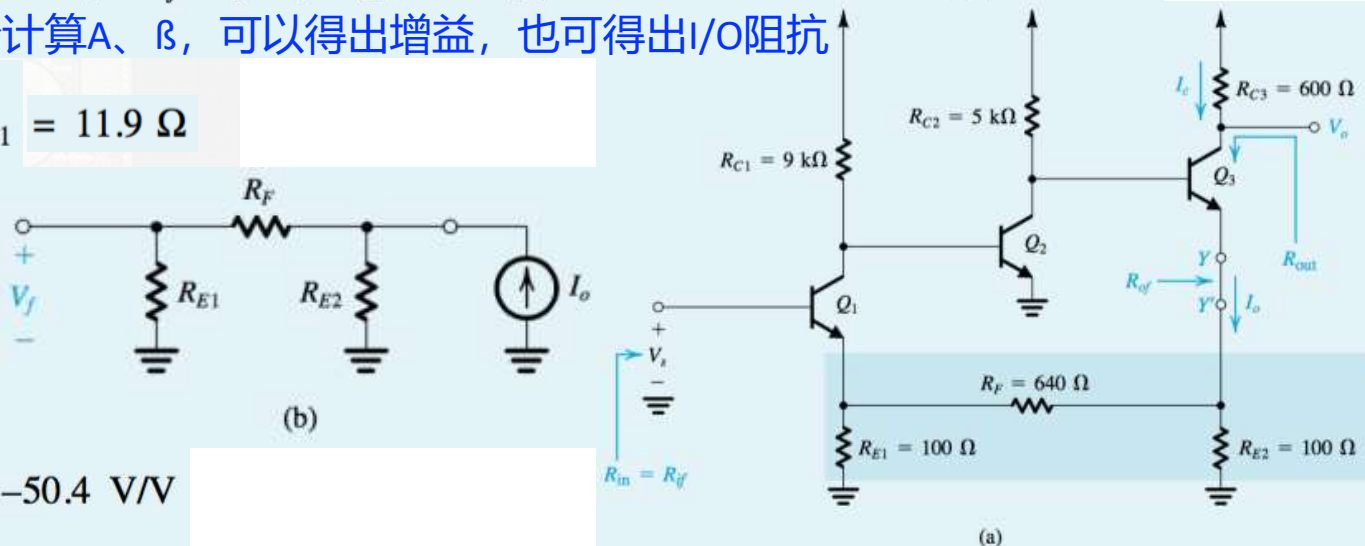 计算A、ß，可以得出增益，也可得出I/O阻抗
1 = 11.9 Ω
R_F
+
V_f
−
R_E1
R_E2
I_o
(b)
–50.4 V/V
I_c
R_C3 = 600 Ω
R_C2 = 5 kΩ
V_o
R_C1 = 9 kΩ
Q_3
Q_2
Y
R_out
R_of
Q_1
Y'
I_o
+
V_s
−
R_F = 640 Ω
R_E1 = 100 Ω
R_E2 = 100 Ω
R_in = R_if
(a)